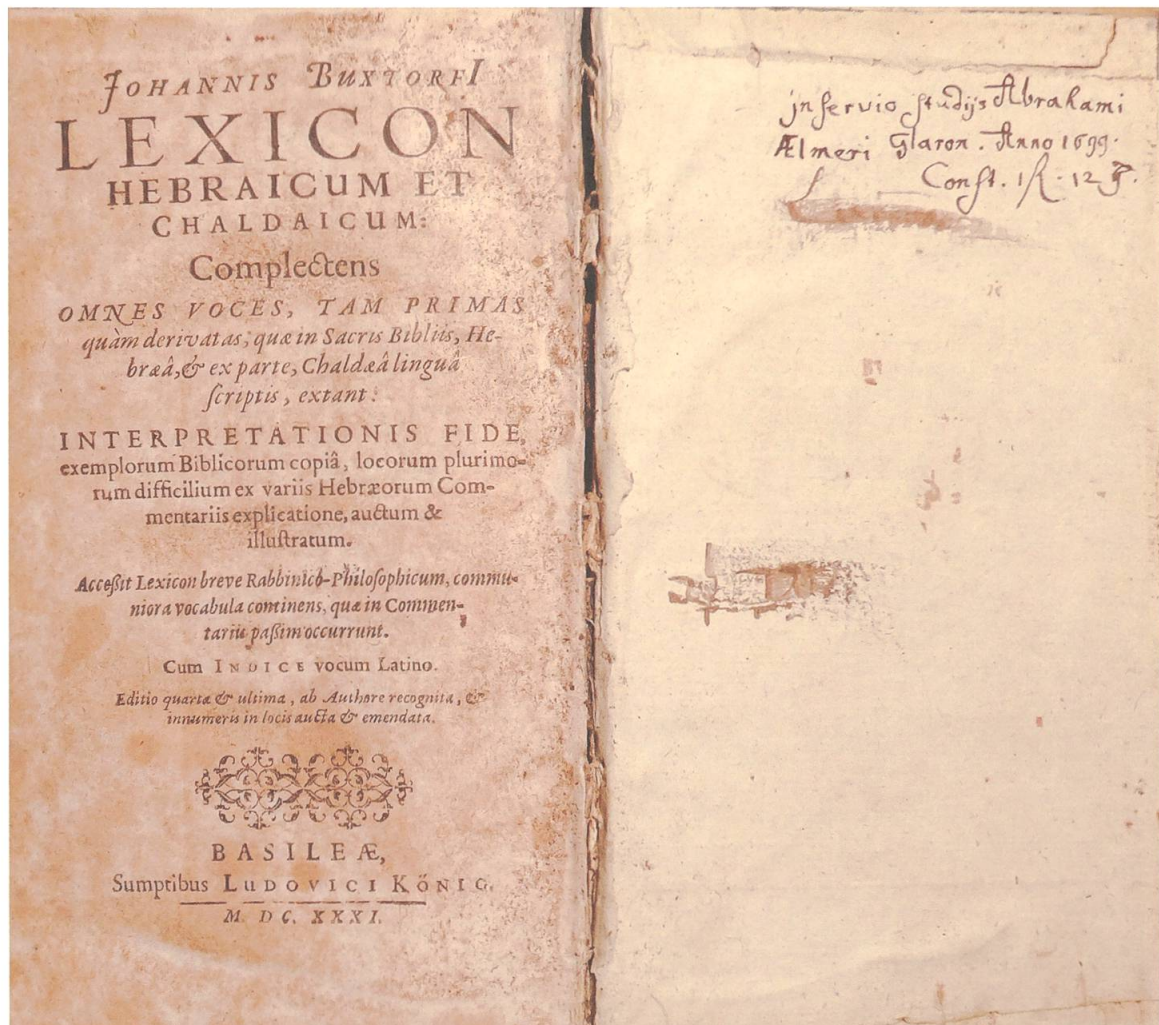 JOHANNIS BUXTORFI
LEXICON
HEBRAICUM ET
CHALDAICUM:
Complectens
OMNES VOCES, TAM PRIMAS
quàm derivatas, quæ in Sacris Bibliis, He-
bræâ, & ex parte, Chaldæâ linguâ
ſcriptis, extant:
INTERPRETATIONIS FIDE,
exemplorum Biblicorum copiâ, locorum plurimo-
rum difficilium ex variis Hebræorum Com-
mentariis explicatione, auctum &
illuſtratum.
Acceßit Lexicon breve Rabbinico-Philoſophicum, commu-
niora vocabula continens, quæ in Commen-
tariis paßim occurrunt.
Cum INDICE vocum Latino.
Editio quarta & ultima, ab Authore recognita, &
innumeris in locis aucta & emendata.
BASILEÆ,
Sumptibus LUDOVICI KÖNIG.
M. DC. XXXI.
jnſervio ſtudijs Abrahami
Ælmeri Glaron. Anno 1699.
Conſt. 1 R. 12